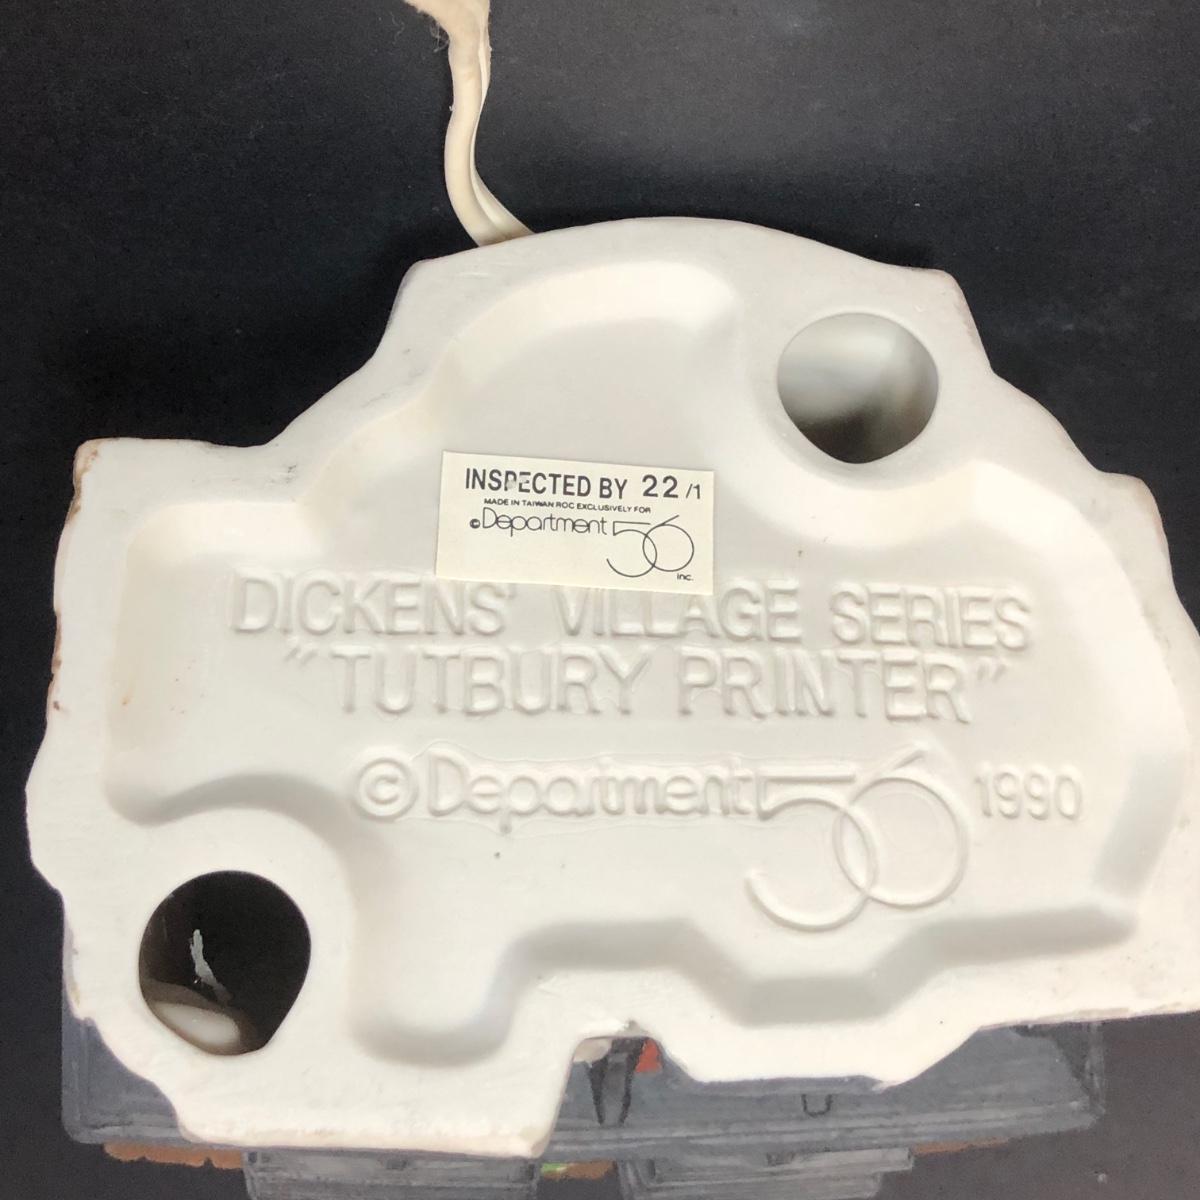 INSPECTED BY 22/1
MADE IN TAIWAN ROC EXCLUSIVELY FOR
©Department 56
inc.
DICKENS' VILLAGE SERIES
"TUTBURY PRINTER"
©Department 56 1990